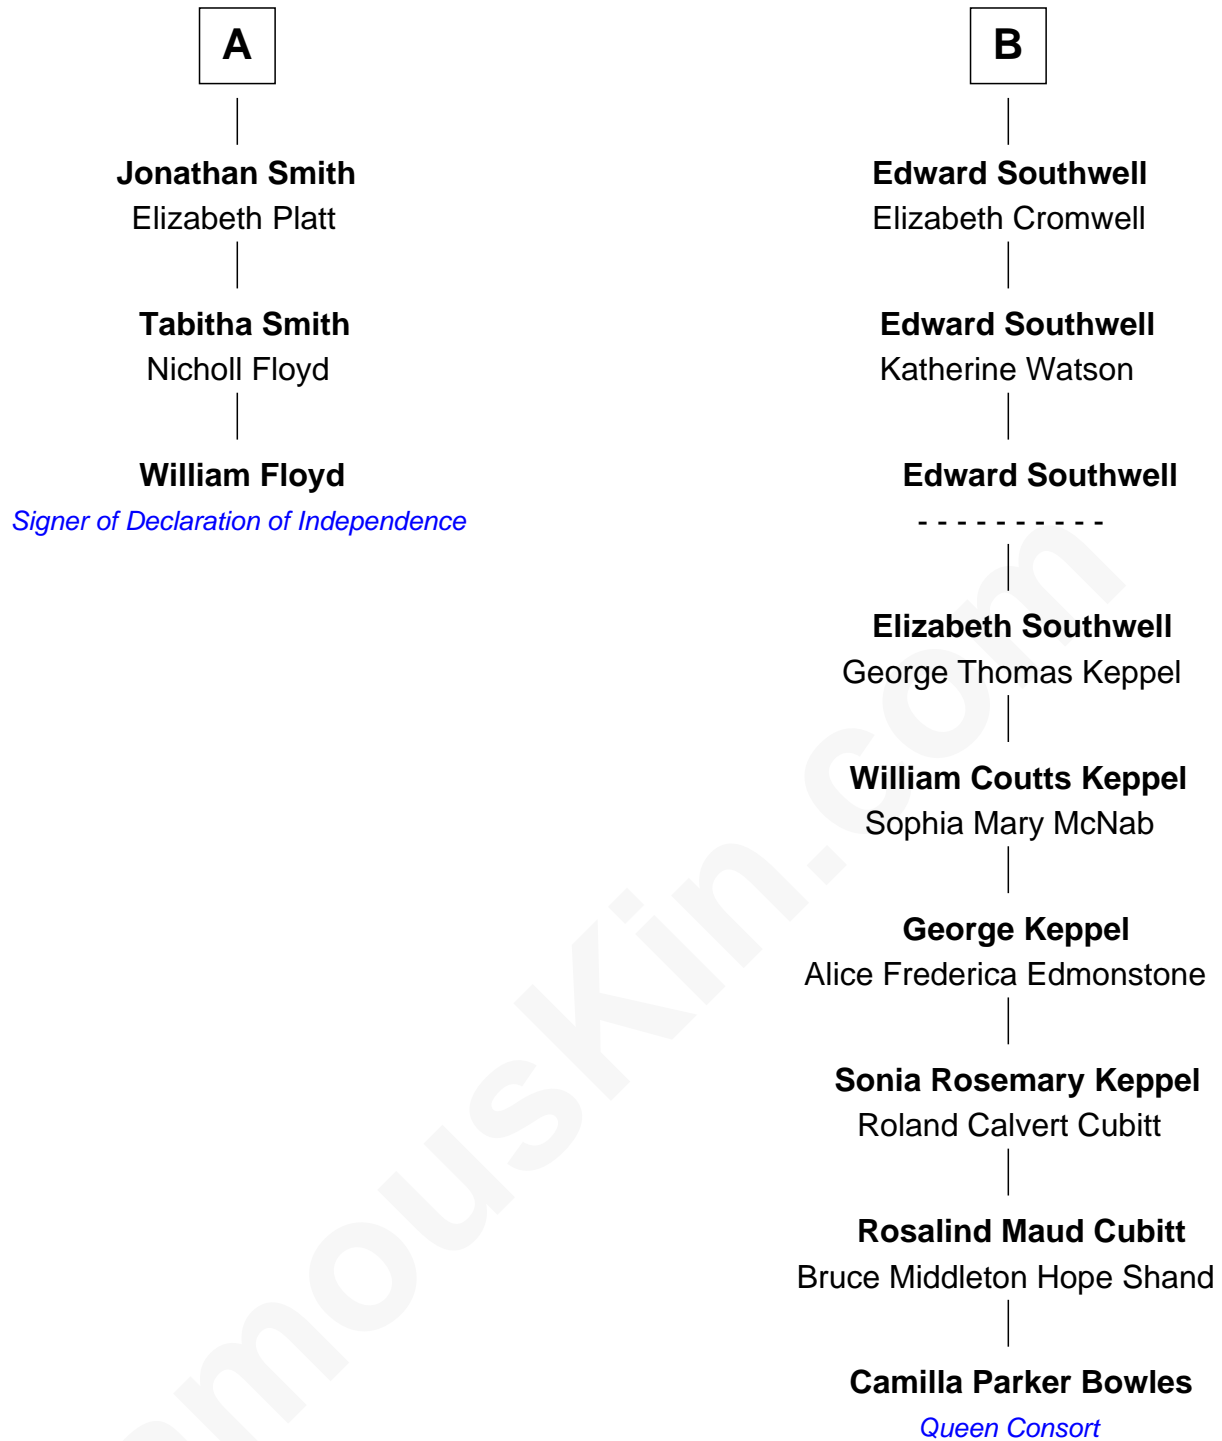 A
Jonathan Smith
Elizabeth Platt
Tabitha Smith
Nicholl Floyd
William Floyd
Signer of Declaration of Independence
B
Edward Southwell
Elizabeth Cromwell
Edward Southwell
Katherine Watson
Edward Southwell
- - - - - - - - - -
Elizabeth Southwell
George Thomas Keppel
William Coutts Keppel
Sophia Mary McNab
George Keppel
Alice Frederica Edmonstone
Sonia Rosemary Keppel
Roland Calvert Cubitt
Rosalind Maud Cubitt
Bruce Middleton Hope Shand
Camilla Parker Bowles
Queen Consort
amouskin.com